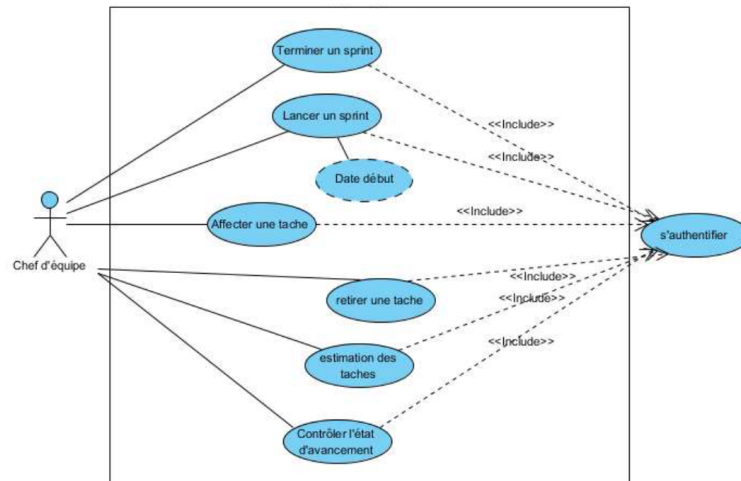 Terminer un sprint
<<Include>>
Lancer un sprint
<<Include>>
Date début
Affecter une tache
<<Include>>
s'authentifier
Chef d'équipe
retirer une tache
<<Include>>
<<Include>>
estimation des
taches
<<Include>>
Contrôler l'état
d'avancement